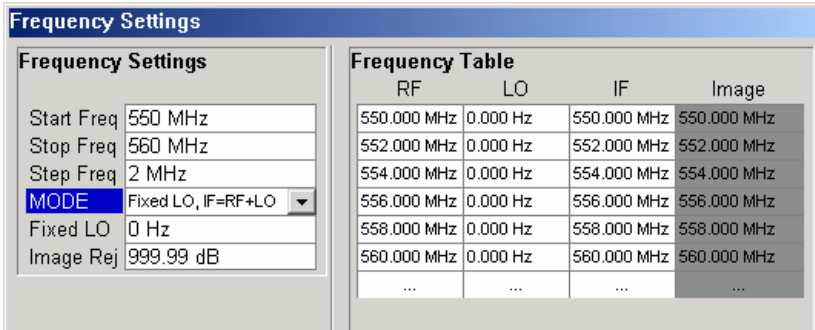 Frequency Settings
Frequency Settings
Start Freq 550 MHz
Stop Freq 560 MHz
Step Freq 2 MHz
MODE Fixed LO, IF=RF+LO
Fixed LO 0 Hz
Image Rej 999.99 dB
Frequency Table
RF LO IF Image
550.000 MHz 0.000 Hz 550.000 MHz 550.000 MHz
552.000 MHz 0.000 Hz 552.000 MHz 552.000 MHz
554.000 MHz 0.000 Hz 554.000 MHz 554.000 MHz
556.000 MHz 0.000 Hz 556.000 MHz 556.000 MHz
558.000 MHz 0.000 Hz 558.000 MHz 558.000 MHz
560.000 MHz 0.000 Hz 560.000 MHz 560.000 MHz
... ... ... ...